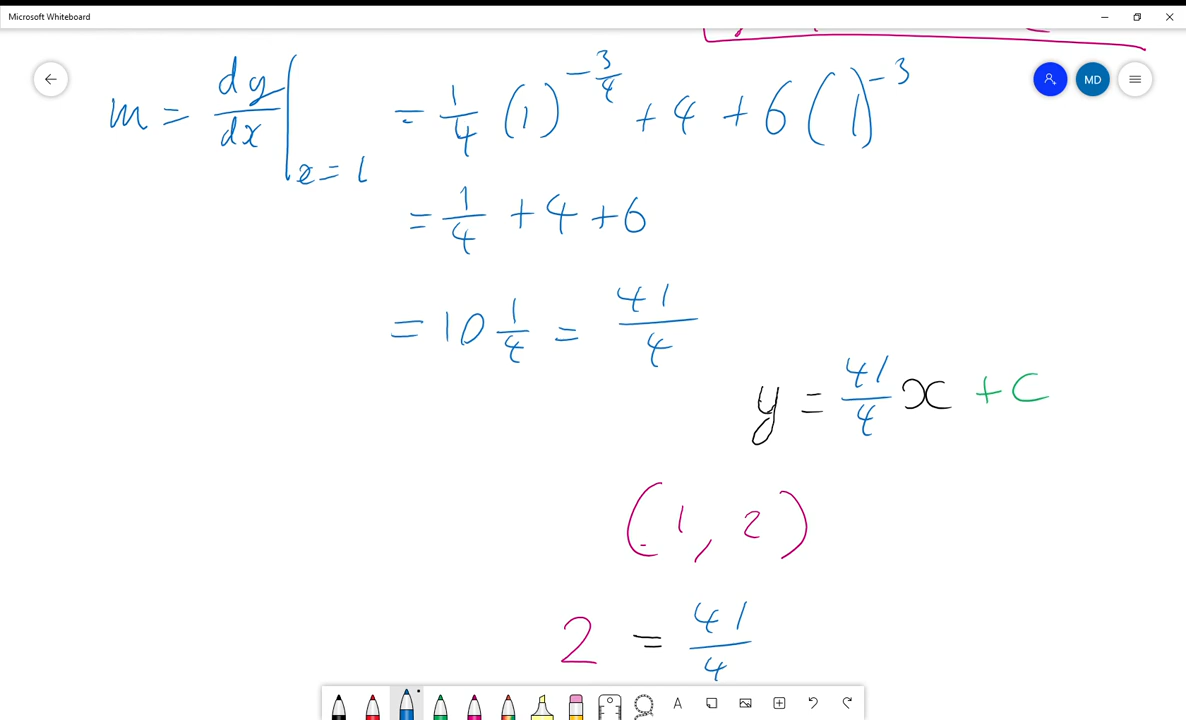 Microsoft Whiteboard
MD
m = dy/dx |x=1 = 1/4 (1)^-3/4 + 4 + 6(1)^-3
= 1/4 + 4 + 6
= 10 1/4 = 41/4
y = 41/4 x + c
(1, 2)
2 = 41/4
A